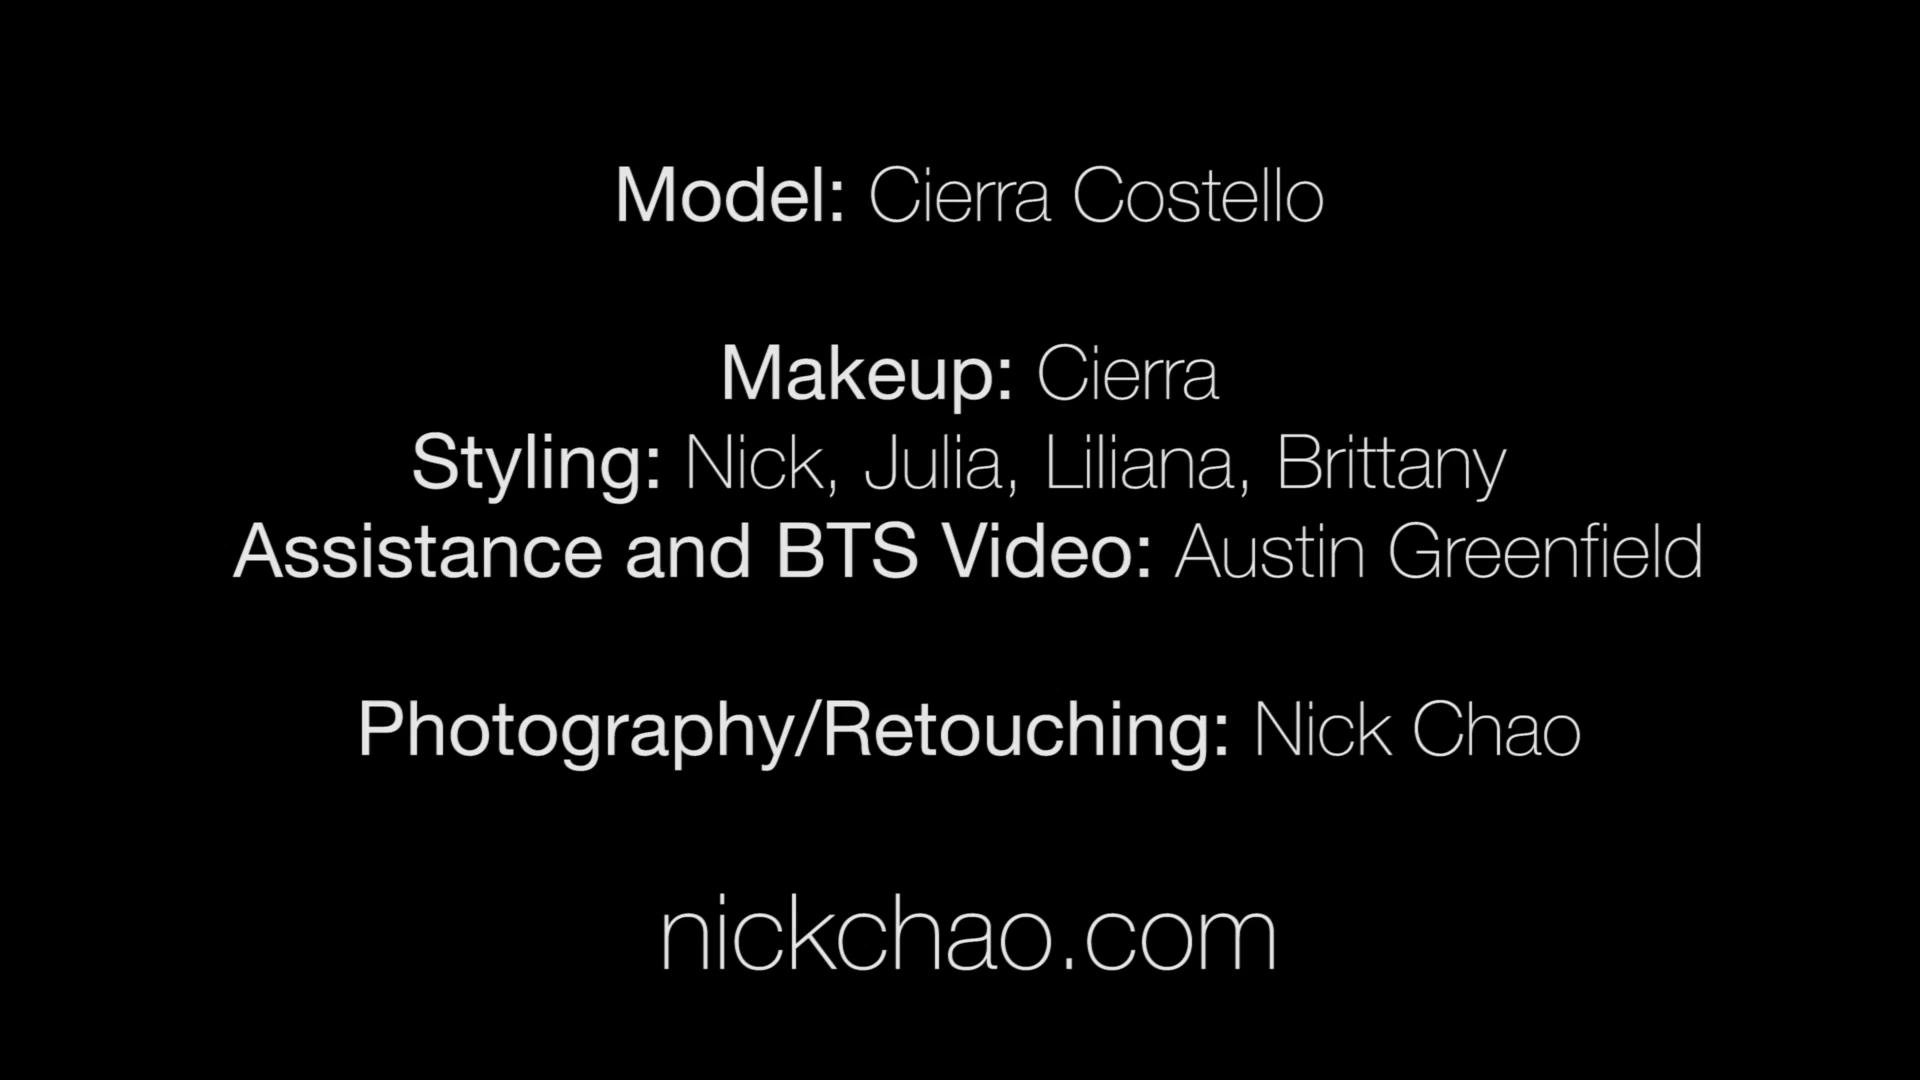 Model: Cierra Costello
Makeup: Cierra
Styling: Nick, Julia, Liliana, Brittany
Assistance and BTS Video: Austin Greenfield
Photography/Retouching: Nick Chao
nickchao.com